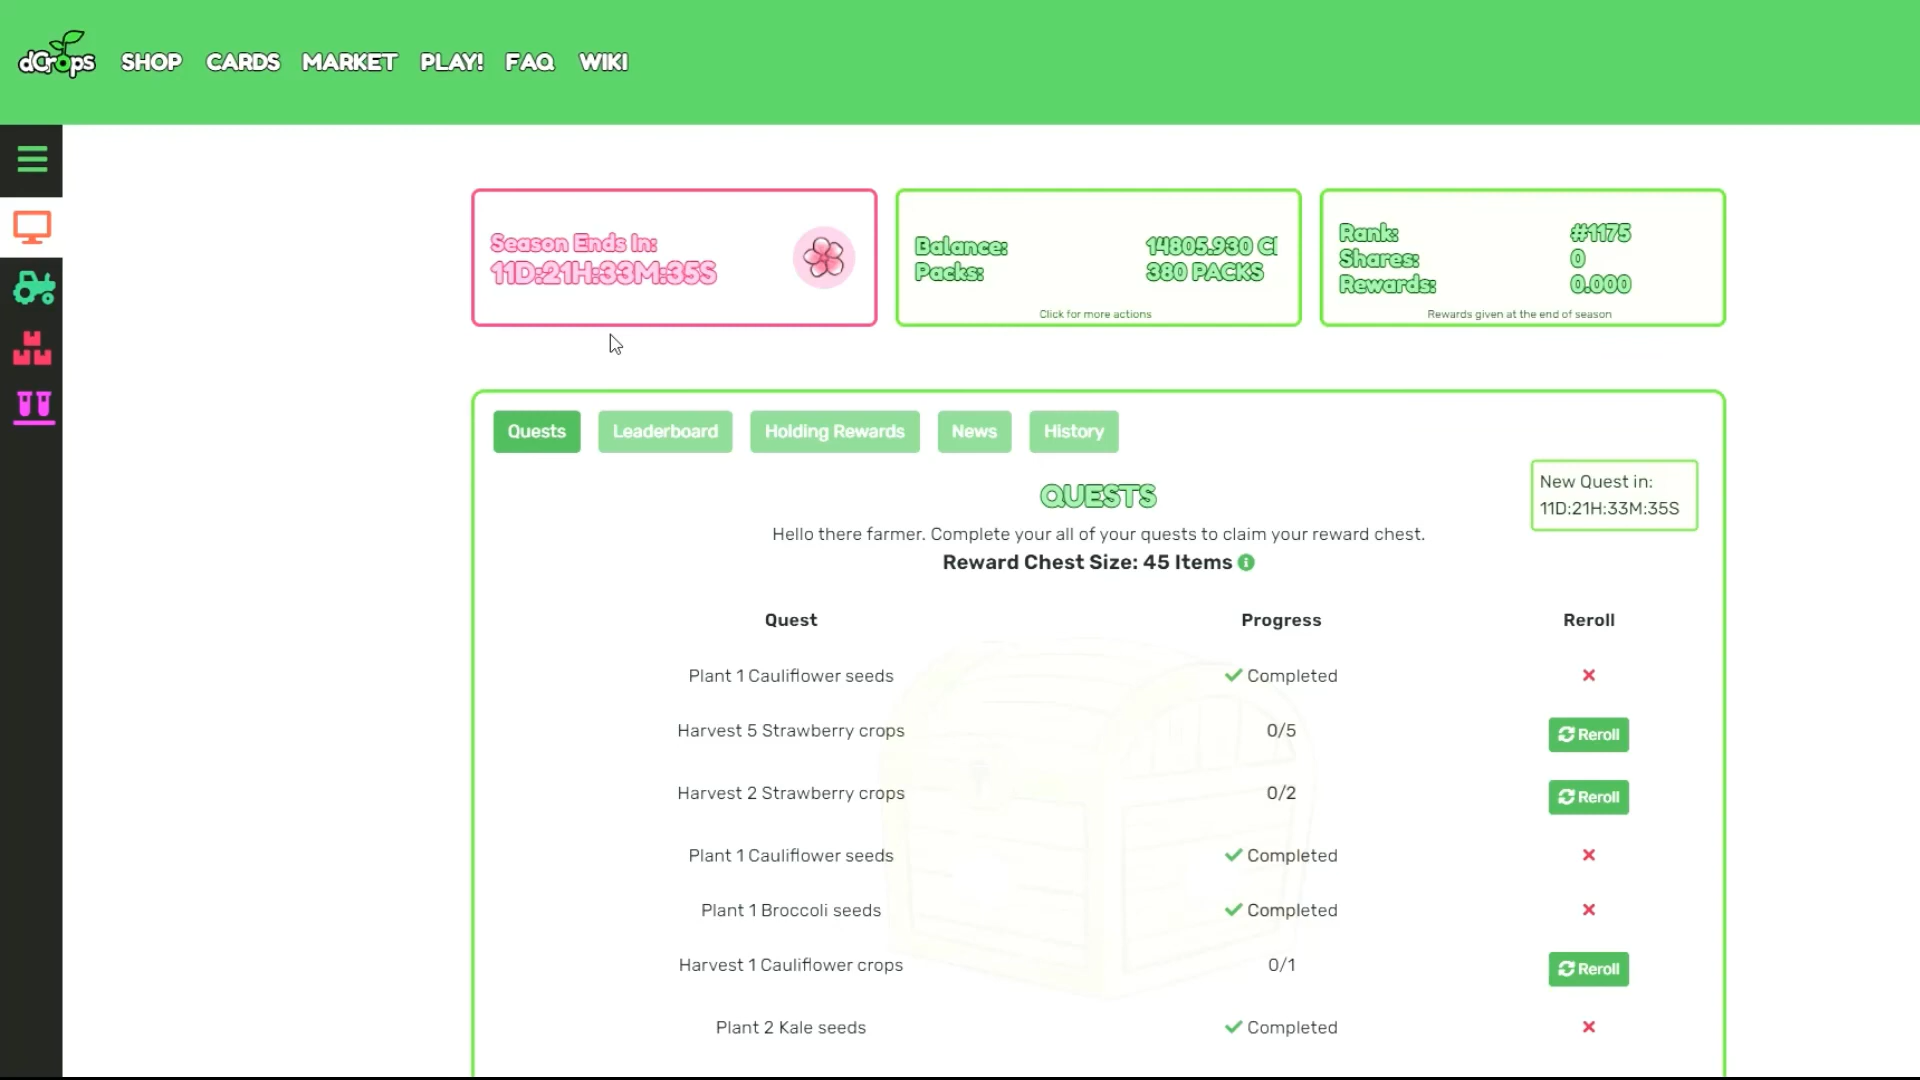 dCrops SHOP CARDS MARKET PLAY! FAQ WIKI
Season Ends In:
11D:21H:33M:35S
Balance: 14805.930 C
Packs: 380 PACKS
Click for more actions
Rank: #1175
Shares: 0
Rewards: 0.000
Rewards given at the end of season
Quests Leaderboard Holding Rewards News History
New Quest in:
11D:21H:33M:35S
QUESTS
Hello there farmer. Complete your all of your quests to claim your reward chest.
Reward Chest Size: 45 Items
Quest Progress Reroll
Plant 1 Cauliflower seeds Completed
Harvest 5 Strawberry crops 0/5 Reroll
Harvest 2 Strawberry crops 0/2 Reroll
Plant 1 Cauliflower seeds Completed
Plant 1 Broccoli seeds Completed
Harvest 1 Cauliflower crops 0/1 Reroll
Plant 2 Kale seeds Completed